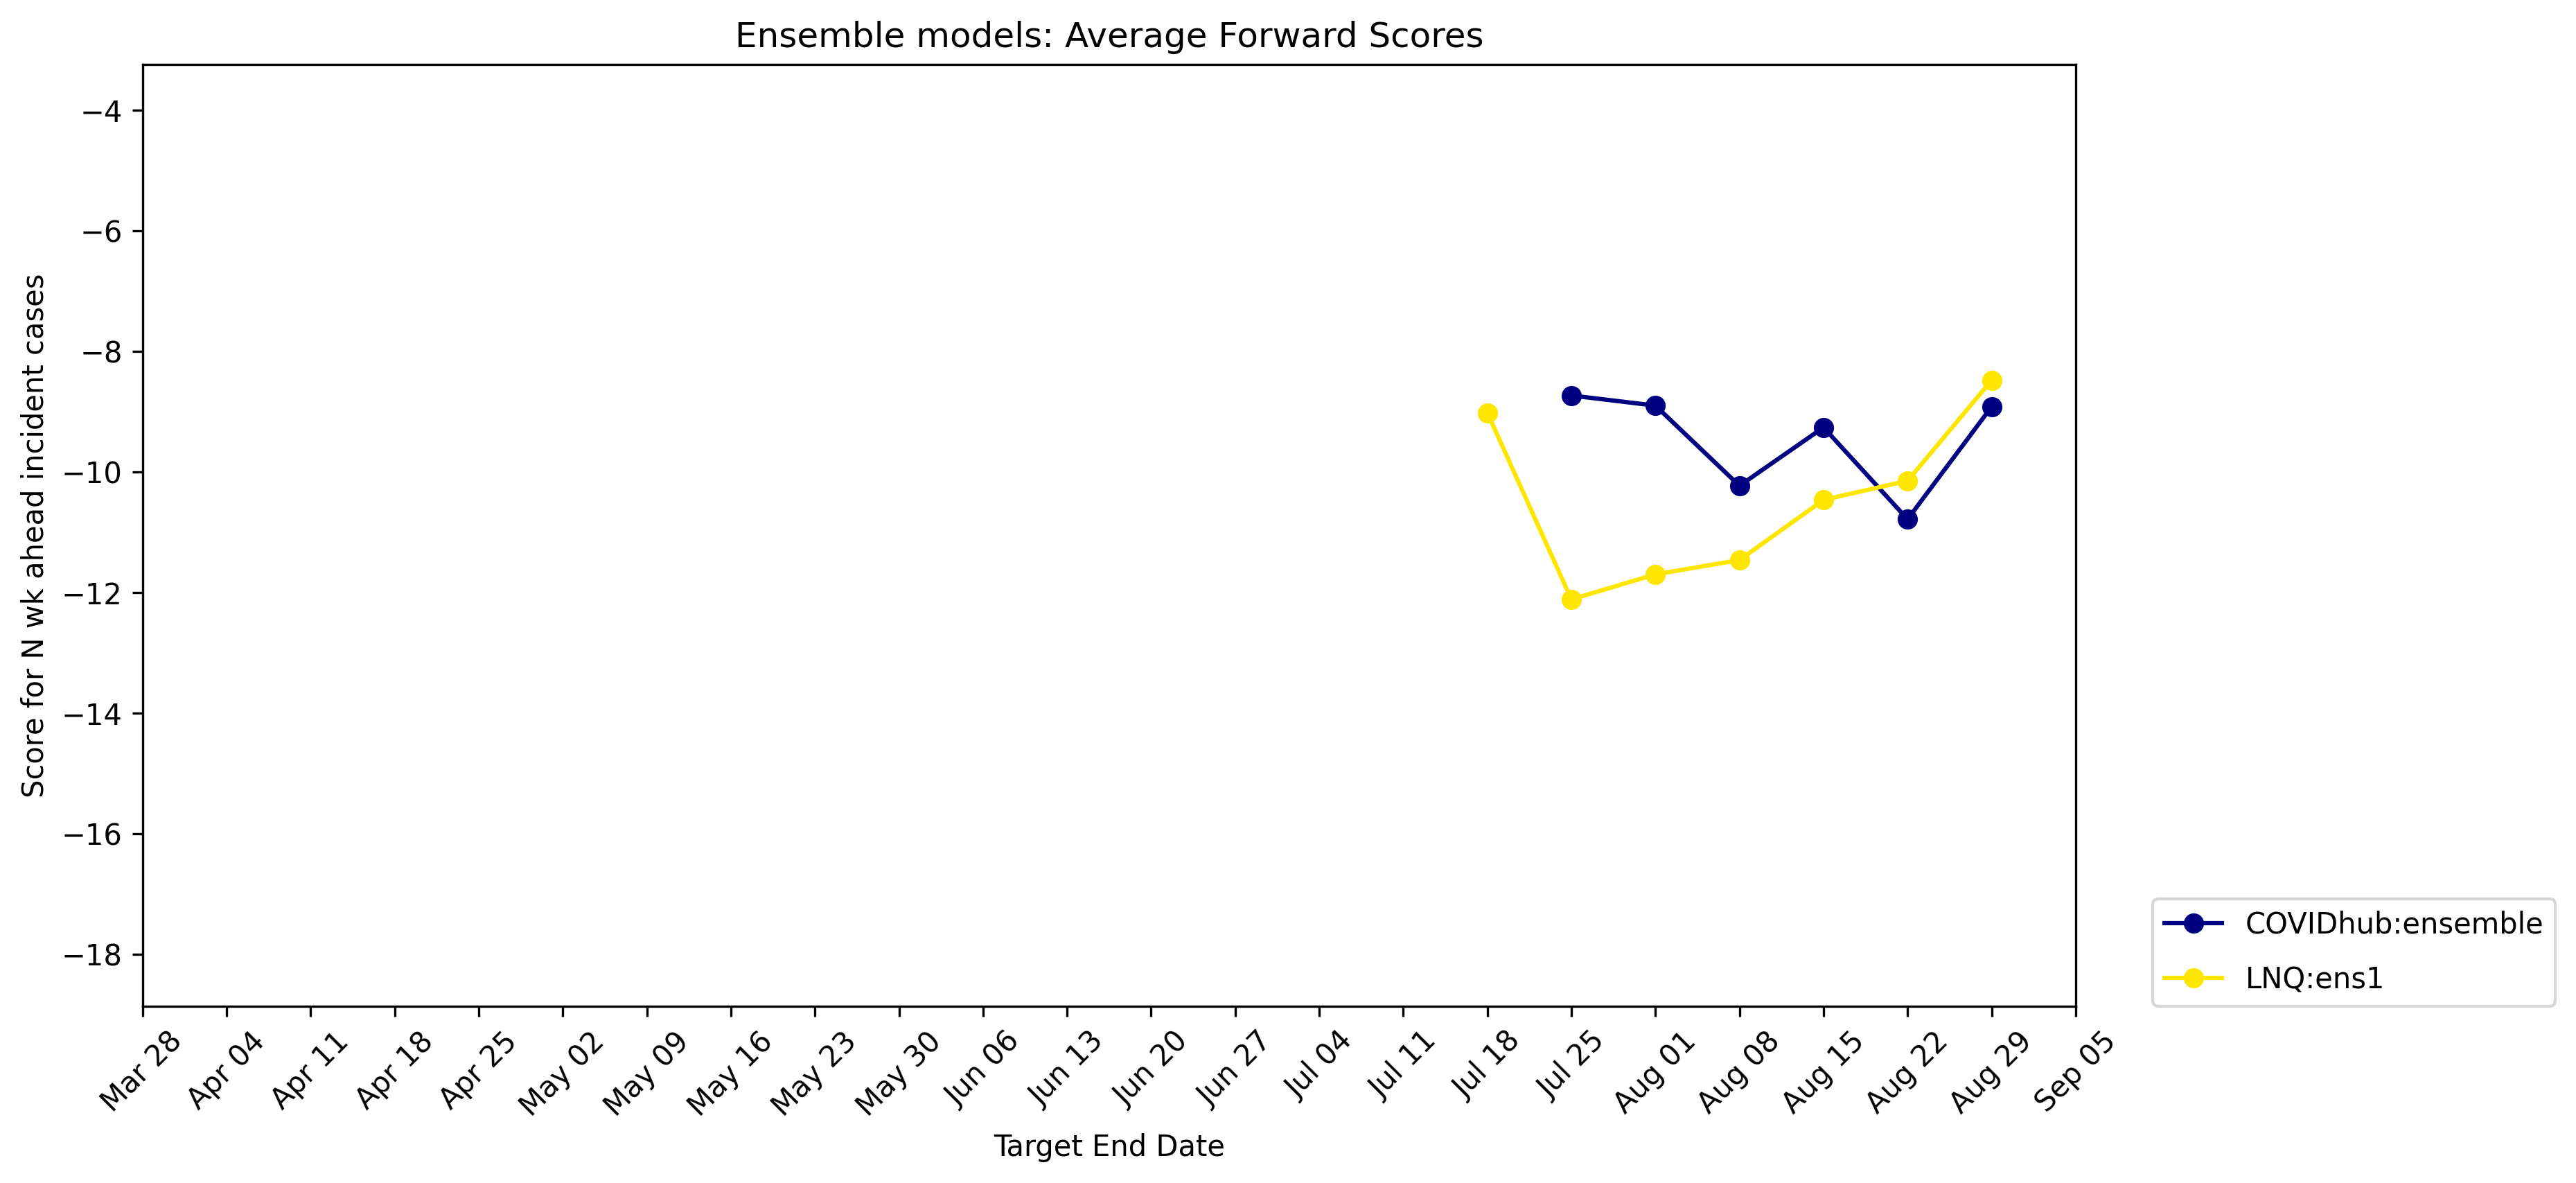 Ensemble models: Average Forward Scores
Score for N wk ahead incident cases
−4
−6
−8
−10
−12
−14
−16
−18
Mar 28
Apr 04
Apr 11
Apr 18
Apr 25
May 02
May 09
May 16
May 23
May 30
Jun 06
Jun 13
Jun 20
Jun 27
Jul 04
Jul 11
Jul 18
Jul 25
Aug 01
Aug 08
Aug 15
Aug 22
Aug 29
Sep 05
Target End Date
COVIDhub:ensemble
LNQ:ens1